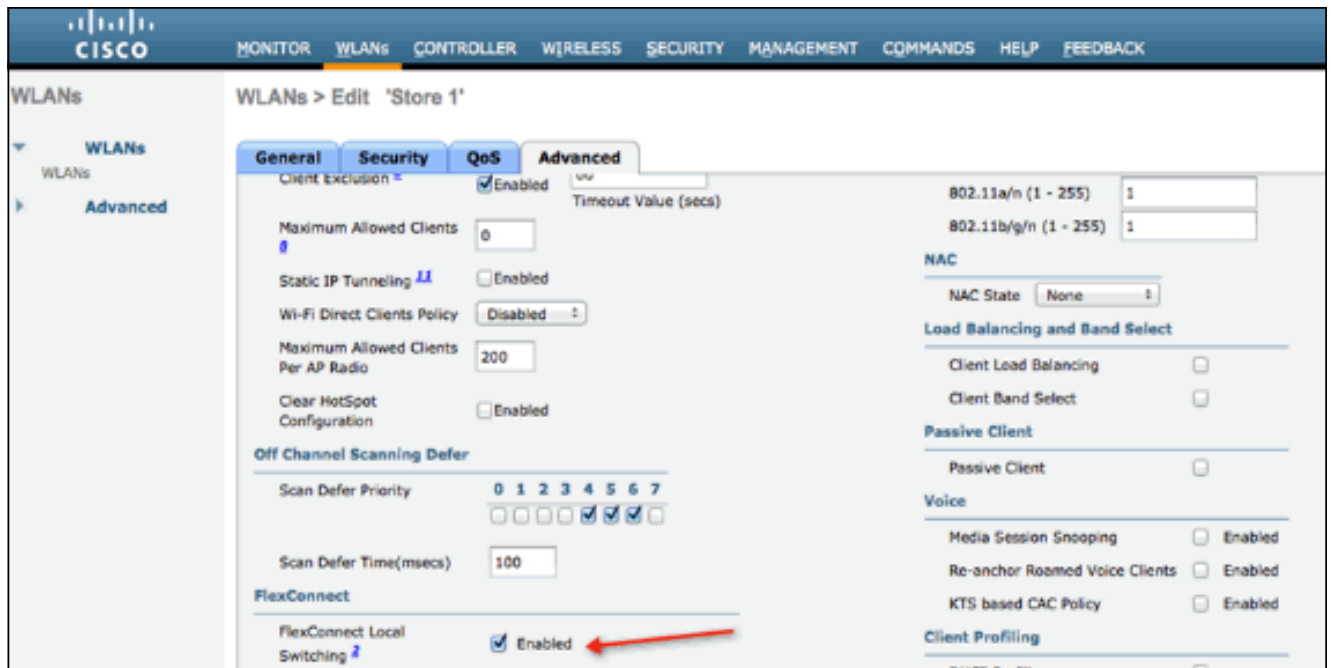 CISCO
MONITOR WLANs CONTROLLER WIRELESS SECURITY MANAGEMENT COMMANDS HELP FEEDBACK
WLANs
WLANs
WLANs
Advanced
WLANs > Edit 'Store 1'
General Security QoS Advanced
Client Exclusion Enabled
Timeout Value (secs)
Maximum Allowed Clients
8
0
Static IP Tunneling 11 Enabled
Wi-Fi Direct Clients Policy Disabled
Maximum Allowed Clients
Per AP Radio
200
Clear HotSpot
Configuration
Enabled
Off Channel Scanning Defer
Scan Defer Priority 0 1 2 3 4 5 6 7
Scan Defer Time(msecs) 100
FlexConnect
FlexConnect Local
Switching 2
Enabled
802.11a/n (1 - 255) 1
802.11b/g/n (1 - 255) 1
NAC
NAC State None
Load Balancing and Band Select
Client Load Balancing
Client Band Select
Passive Client
Passive Client
Voice
Media Session Snooping Enabled
Re-anchor Roamed Voice Clients Enabled
KTS based CAC Policy Enabled
Client Profiling